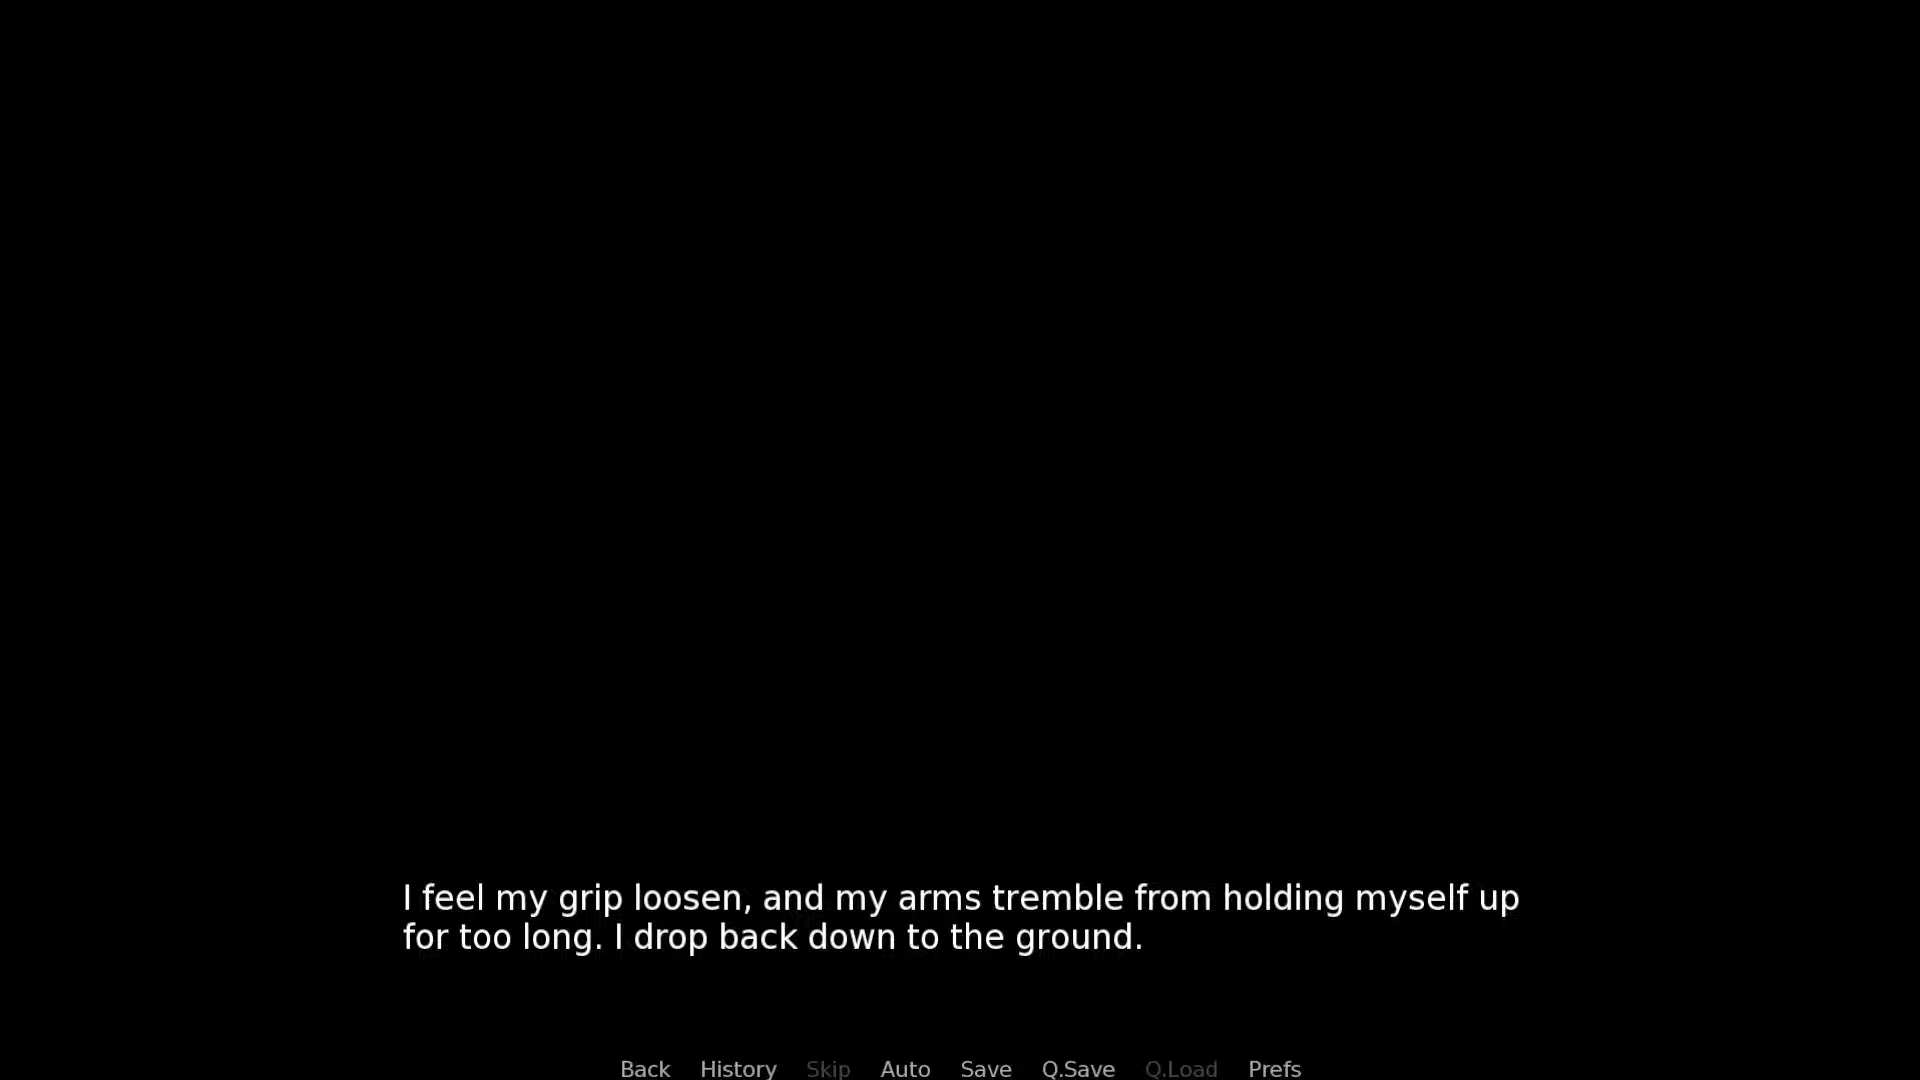 I feel my grip loosen, and my arms tremble from holding myself up
for too long. I drop back down to the ground.
Back History Skip Auto Save Q.Save Q.Load Prefs